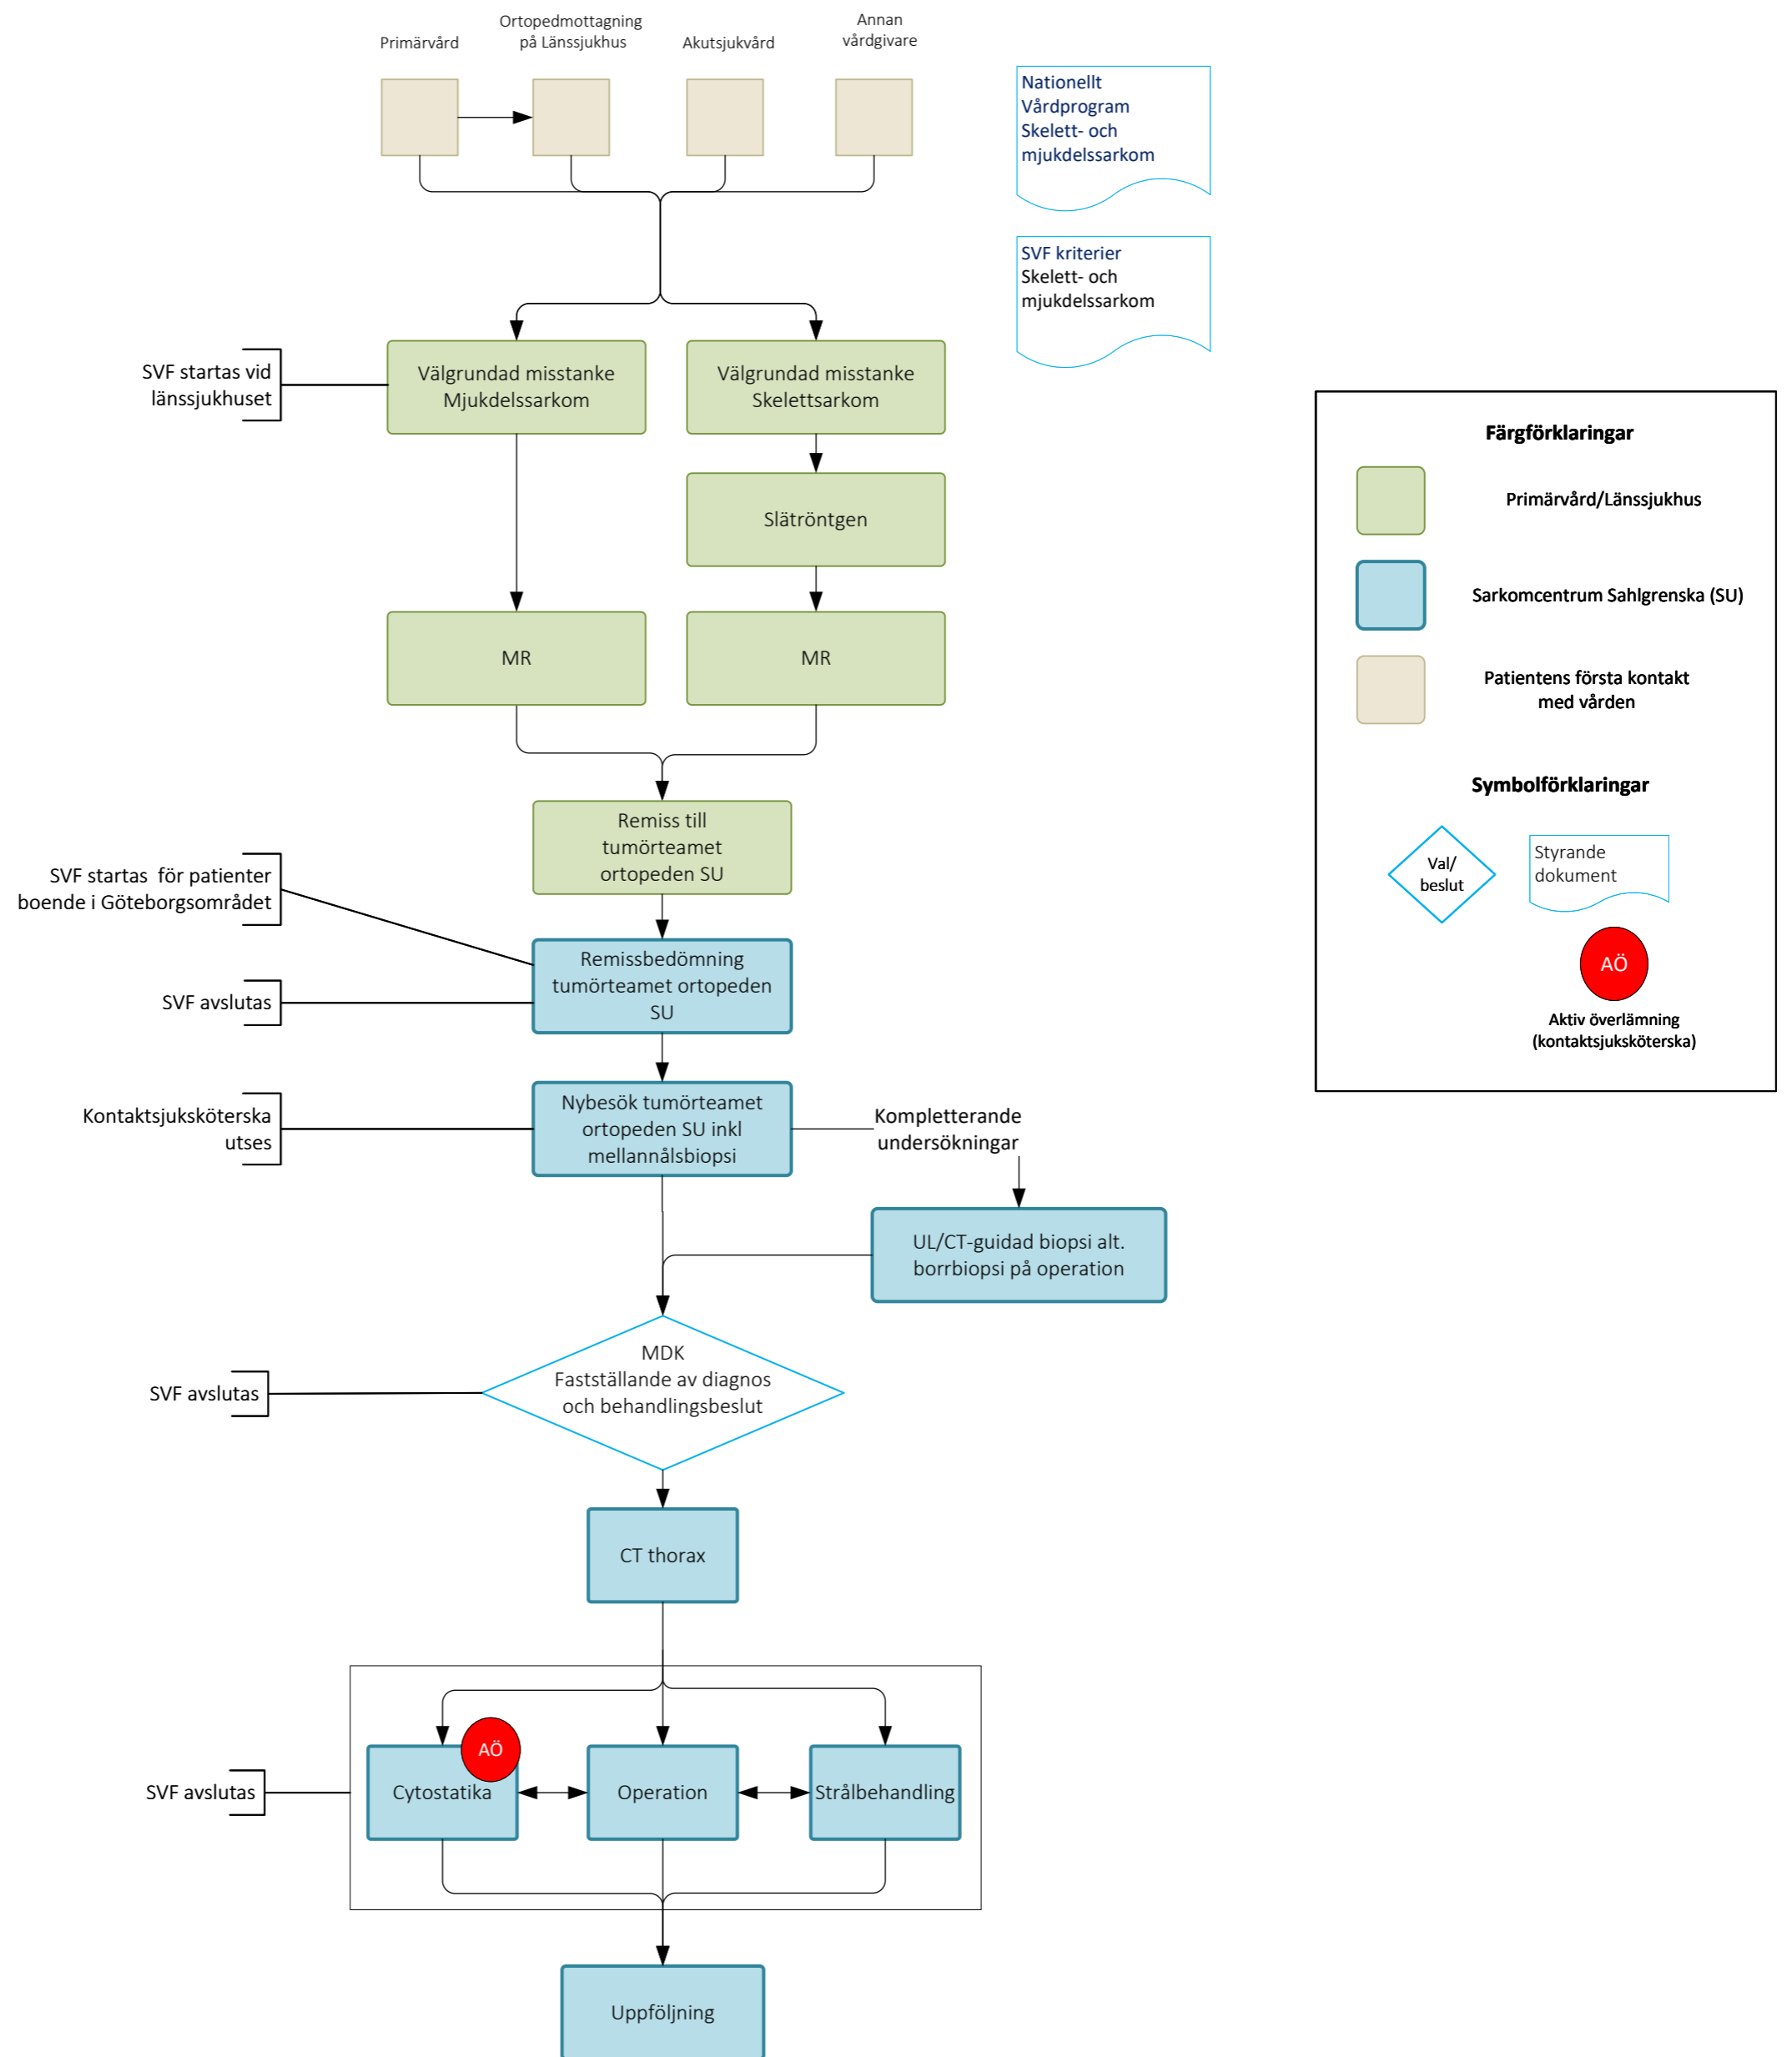 Primärvård
Ortopedmottagning
på Länssjukhus
Akutsjukvård
Annan
vårdgivare
Nationellt
Vårdprogram
Skelett- och
mjukdelssarkom
SVF kriterier
Skelett- och
mjukdelssarkom
SVF startas vid
länssjukhuset
Välgrundad misstanke
Mjukdelssarkom
Välgrundad misstanke
Skelettsarkom
Slätröntgen
MR
MR
Remiss till
tumörteamet
ortopeden SU
SVF startas  för patienter
boende i Göteborgsområdet
Remissbedömning
tumörteamet ortopeden
SU
SVF avslutas
Kontaktsjuksköterska
utses
Nybesök tumörteamet
ortopeden SU inkl
mellannålsbiopsi
Kompletterande
undersökningar
UL/CT-guidad biopsi alt.
borrbiopsi på operation
MDK
Fastställande av diagnos
och behandlingsbeslut
SVF avslutas
CT thorax
SVF avslutas
AÖ
Cytostatika
Operation
Strålbehandling
Uppföljning
Färgförklaringar
Primärvård/Länssjukhus
Sarkomcentrum Sahlgrenska (SU)
Patientens första kontakt
med vården
Symbolförklaringar
Val/
beslut
Styrande
dokument
AÖ
Aktiv överlämning
(kontaktsjuksköterska)